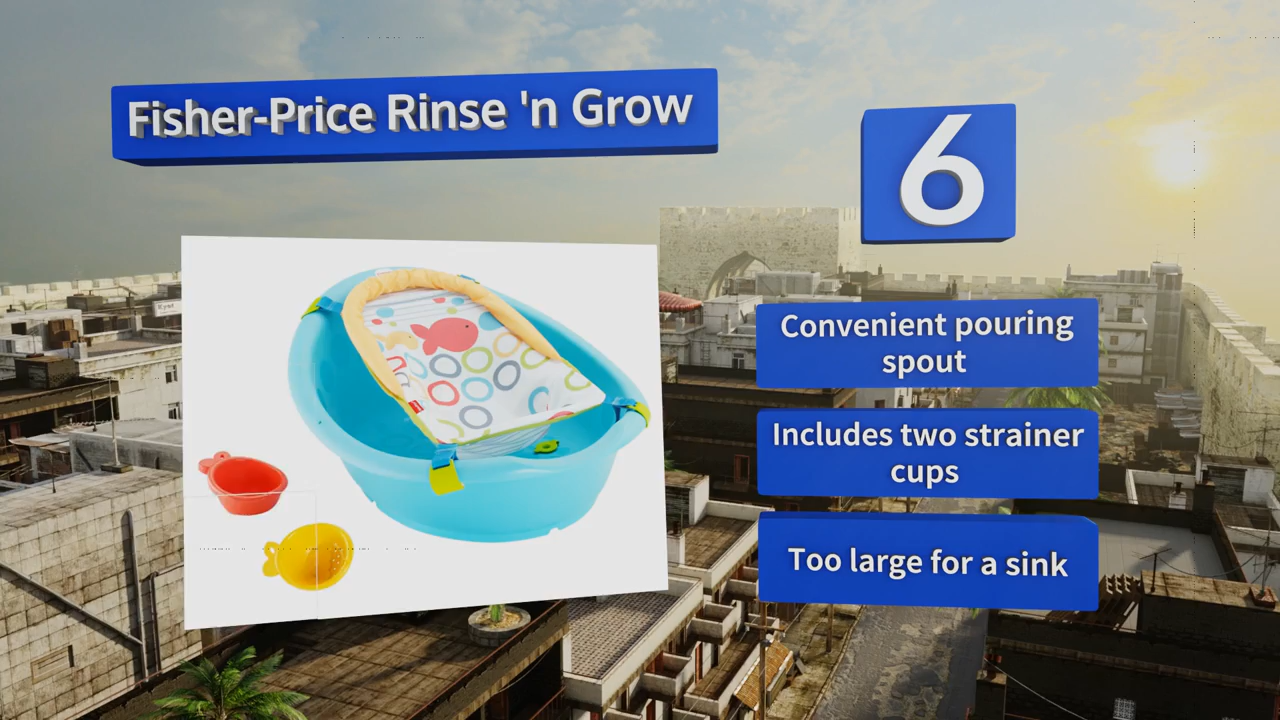 Fisher-Price Rinse 'n Grow
6
Convenient pouring
spout
Includes two strainer
cups
Too large for a sink